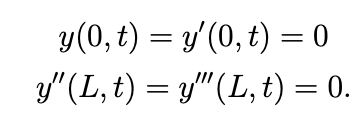 y(0, t) = y′(0, t) = 0
y″(L, t) = y‴(L, t) = 0.